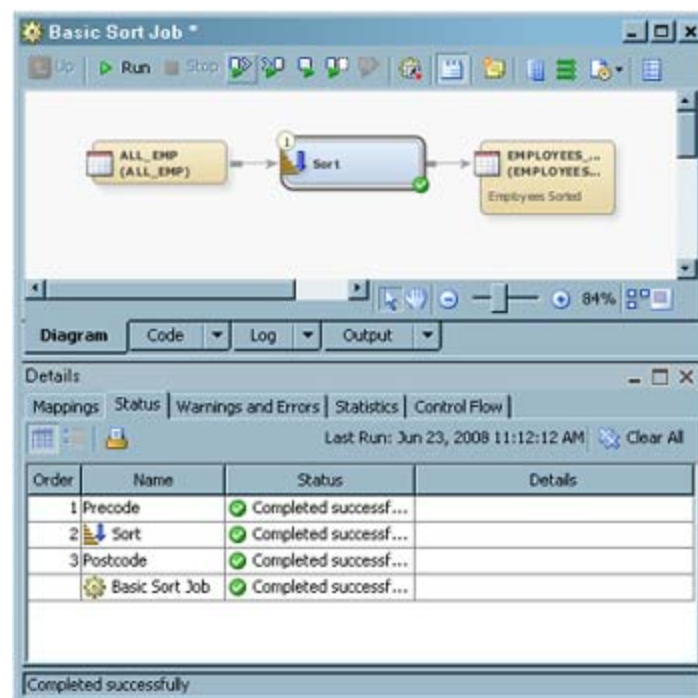 Basic Sort Job *
Up Run Stop
1
ALL_EMP
(ALL_EMP)
Sort
EMPLOYEES_...
(EMPLOYEES...
Employees Sorted
84%
Diagram Code Log Output
Details
Mappings Status Warnings and Errors Statistics Control Flow
Last Run: Jun 23, 2008 11:12:12 AM Clear All
Order Name Status Details
1 Precode Completed successf...
2 Sort Completed successf...
3 Postcode Completed successf...
Basic Sort Job Completed successf...
Completed successfully